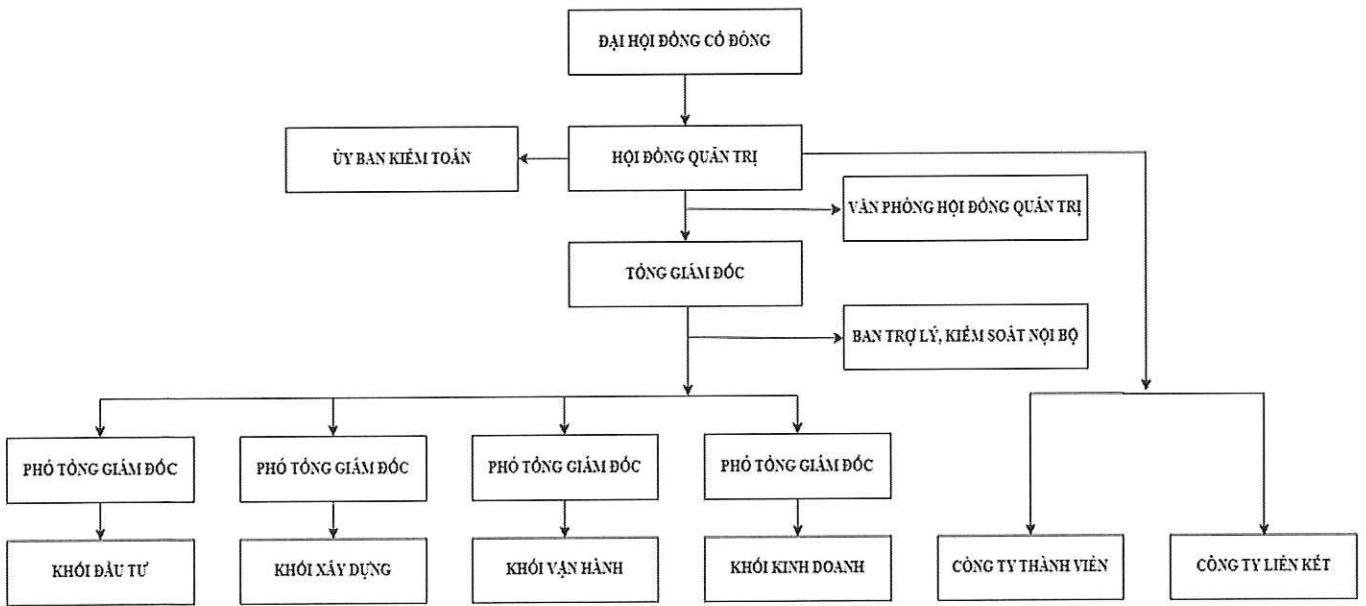 ĐẠI HỘI ĐỒNG CỔ ĐÔNG
ỦY BAN KIỂM TOÁN
HỘI ĐỒNG QUẢN TRỊ
VĂN PHÒNG HỘI ĐỒNG QUẢN TRỊ
TỔNG GIÁM ĐỐC
BAN TRỢ LÝ, KIỂM SOÁT NỘI BỘ
PHÓ TỔNG GIÁM ĐỐC
PHÓ TỔNG GIÁM ĐỐC
PHÓ TỔNG GIÁM ĐỐC
PHÓ TỔNG GIÁM ĐỐC
KHỐI ĐẦU TƯ
KHỐI XÂY DỰNG
KHỐI VẬN HÀNH
KHỐI KINH DOANH
CÔNG TY THÀNH VIÊN
CÔNG TY LIÊN KẾT